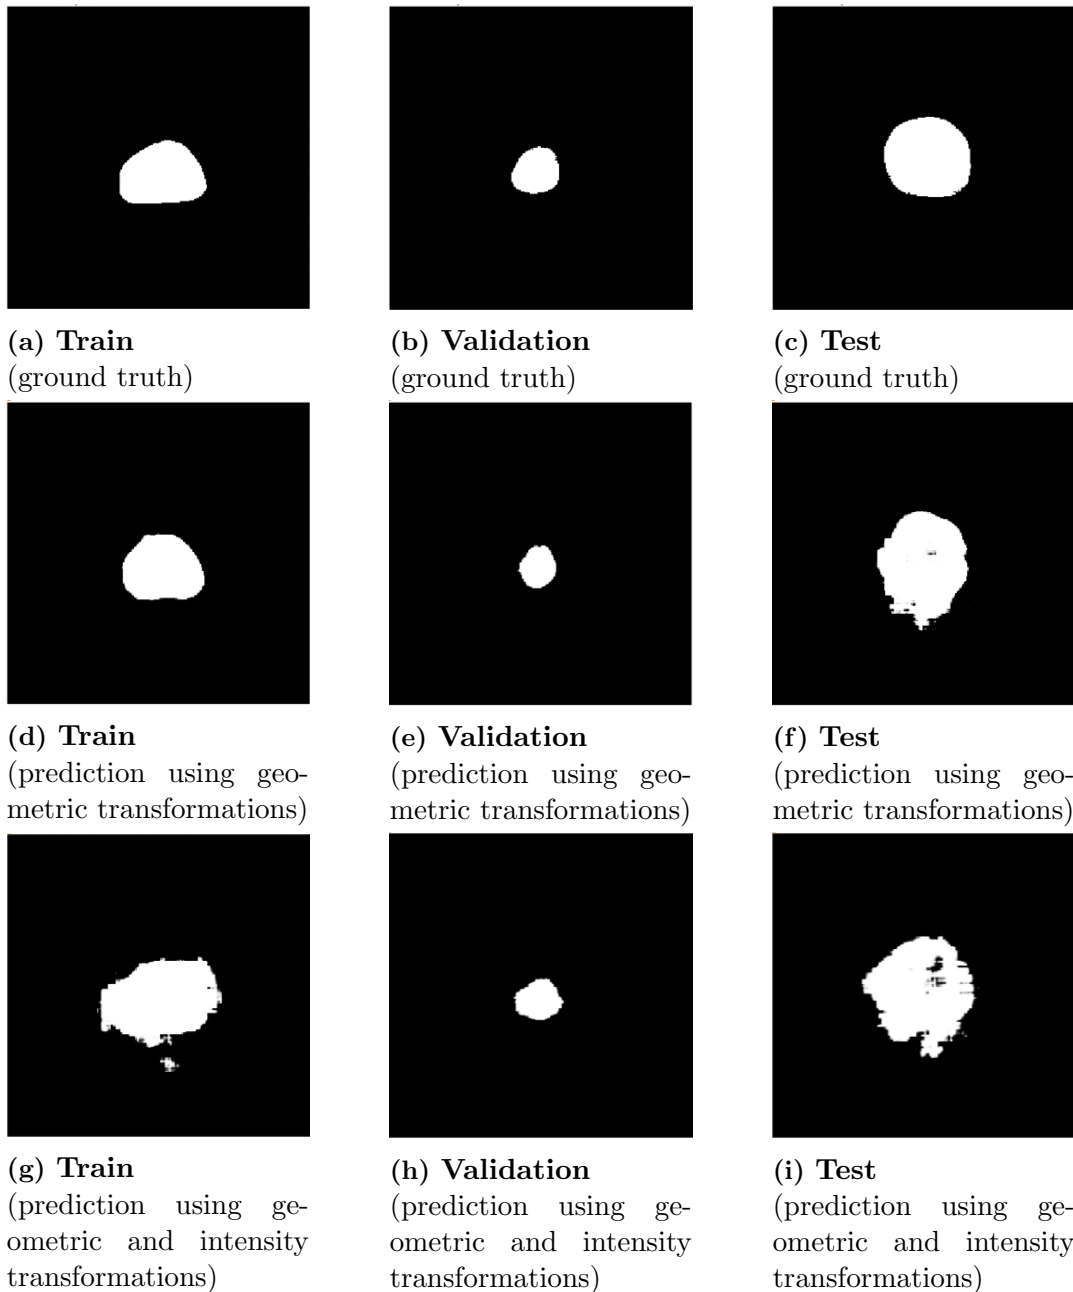 (a) Train
(ground truth)
(b) Validation
(ground truth)
(c) Test
(ground truth)
(d) Train
(prediction using geo-
metric transformations)
(e) Validation
(prediction using geo-
metric transformations)
(f) Test
(prediction using geo-
metric transformations)
(g) Train
(prediction using ge-
ometric and intensity
transformations)
(h) Validation
(prediction using ge-
ometric and intensity
transformations)
(i) Test
(prediction using ge-
ometric and intensity
transformations)